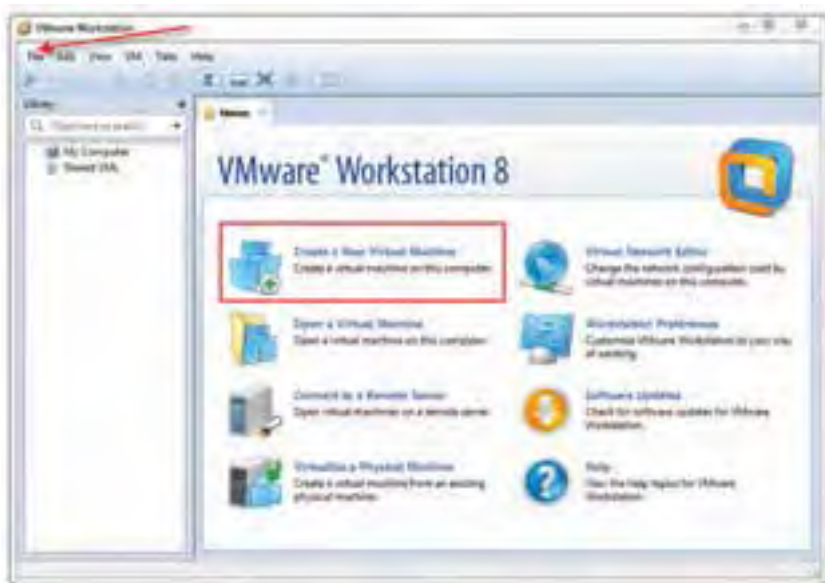 VMware Workstation
File Edit View VM Tabs Help
Library
My Computer
Shared VMs
Home
VMware® Workstation 8
Create a New Virtual Machine
Create a virtual machine on this computer.
Open a Virtual Machine
Open a virtual machine on this computer.
Connect to a Remote Server
Open virtual machines on a remote server.
Virtualize a Physical Machine
Create a virtual machine from an existing
physical machine.
Virtual Network Editor
Change the network configuration used by
virtual machines on this computer.
Workstation Preferences
Customize VMware Workstation to your way
of working.
Software Updates
Check for software updates for VMware
Workstation.
Help
View the help topics for VMware
Workstation.